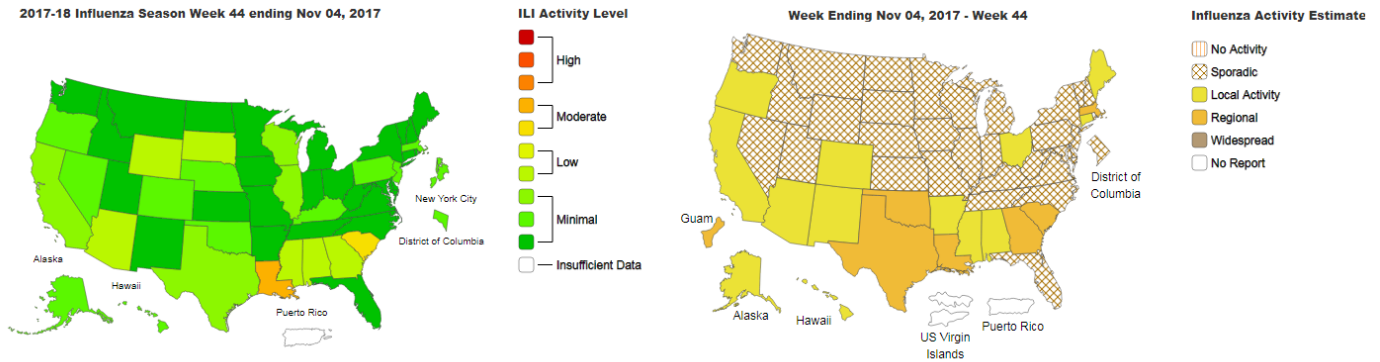 2017-18 Influenza Season Week 44 ending Nov 04, 2017
ILI Activity Level
High
Moderate
Low
Minimal
Insufficient Data
New York City
District of Columbia
Alaska
Hawaii
Puerto Rico
Week Ending Nov 04, 2017 - Week 44
Influenza Activity Estimate
No Activity
Sporadic
Local Activity
Regional
Widespread
No Report
District of
Columbia
Guam
Alaska
Hawaii
US Virgin
Islands
Puerto Rico